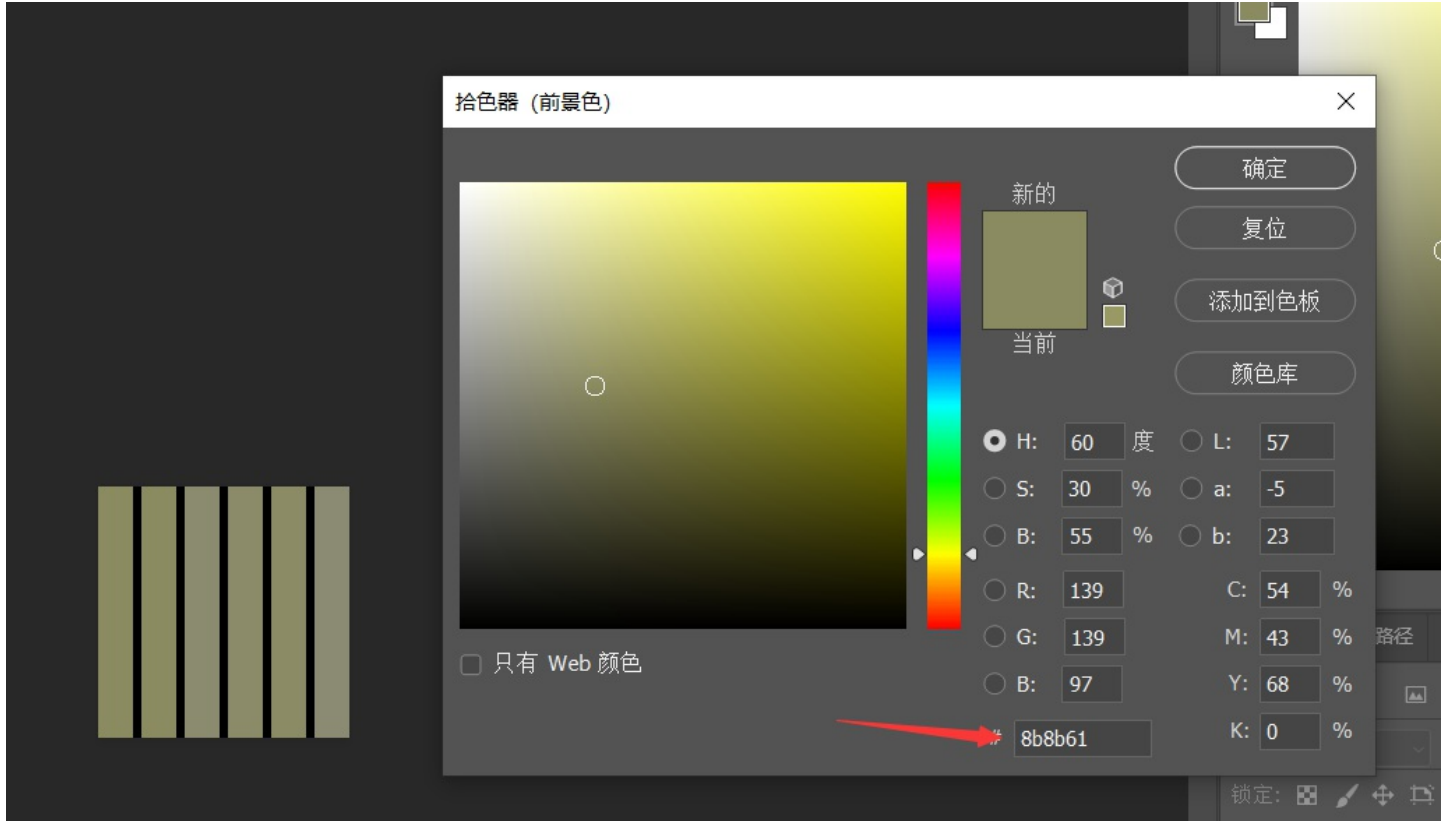 拾色器 (前景色)
确定
新的
复位
添加到色板
当前
颜色库
H: 60 度
L: 57
S: 30 %
a: -5
B: 55 %
b: 23
R: 139
C: 54 %
G: 139
M: 43 %
路径
只有 Web 颜色
B: 97
Y: 68 %
# 8b8b61
K: 0 %
锁定: